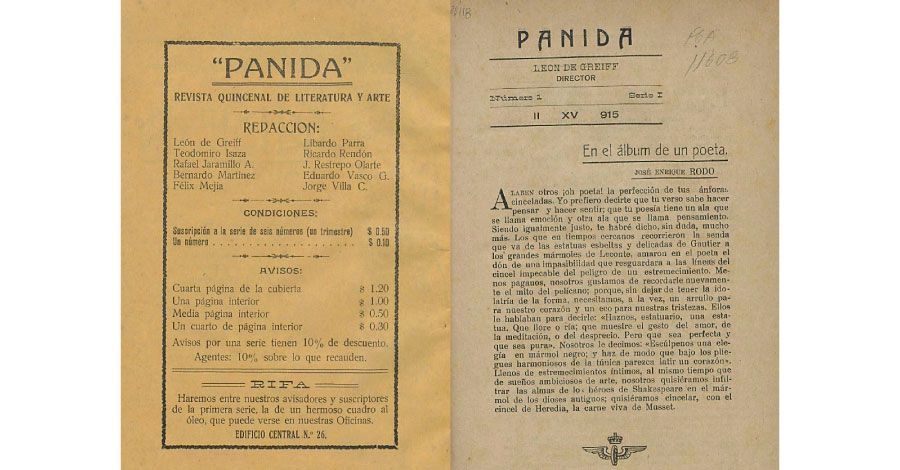 "PANIDA"
REVISTA QUINCENAL DE LITERATURA Y ARTE
REDACCION:
León de Greiff
Teodomiro Isaza
Rafael Jaramillo A.
Bernardo Martínez
Félix Mejía
Libardo Parra
Ricardo Rendón
J. Restrepo Olarte
Eduardo Vasco G.
Jorge Villa C.
CONDICIONES:
Suscripción a la serie de seis números (un trimestre) $ 0.50
Un número . . . . . . . . . . . . . . . . . . . . . $ 0.10
AVISOS:
Cuarta página de la cubierta $ 1.20
Una página interior $ 1.00
Media página interior $ 0.50
Un cuarto de página interior $ 0.30
Avisos por una serie tienen 10% de descuento.
Agentes: 10% sobre lo que recauden.
RIFA
Haremos entre nuestros avisadores y suscriptores
de la primera serie, la de un hermoso cuadro al
óleo, que puede verse en nuestras Oficinas.
EDIFICIO CENTRAL N.º 26.
PANIDA
LEON DE GREIFF
DIRECTOR
Número 1 Serie I
II XV 915
En el álbum de un poeta.
JOSÉ ENRIQUE RODO
ALABEN otros ¡oh poeta! la perfección de tus ánforas
cinceladas. Yo prefiero decirte que tu verso sabe hacer
pensar y hacer sentir; que tu poesía tiene un ala que
se llama emoción y otra ala que se llama pensamiento.
Siendo igualmente justo, te habré dicho, sin duda, mucho
más. Los que en tiempos cercanos recorrieron la senda
que va de las estatuas esbeltas y delicadas de Gautier a
los grandes mármoles de Leconte, amaron en el poeta el
dón de una impasibilidad que resguardara a las líneas del
cincel impecable del peligro de un estremecimiento. Me-
nos paganos, nosotros gustamos de recordarle nuevamen-
te el mito del pelícano; porque, sin dejar de tener la ido-
latría de la forma, necesitamos, a la vez, un arrullo pa-
ra nuestro corazón y un eco para nuestras tristezas. Ellos
le hablaban para decirle: «Haznos, estatuario, una esta-
tua. Que llore o ría; que muestre el gesto del amor, de
la meditación, o del desprecio. Pero que sea perfecta y
que sea pura». Nosotros le decimos: «Escúlpenos una ele-
gía en mármol negro; y haz de modo que bajo los plie-
gues harmoniosos de la túnica parezca latir un corazón».
Llenos de estremecimientos íntimos, al mismo tiempo que
de sueños ambiciosos de arte, nosotros quisiéramos infil-
trar las almas de los héroes de Shakespeare en el már-
mol de los dioses antiguos; quisiéramos cincelar, con el
cincel de Heredia, la carne viva de Musset.